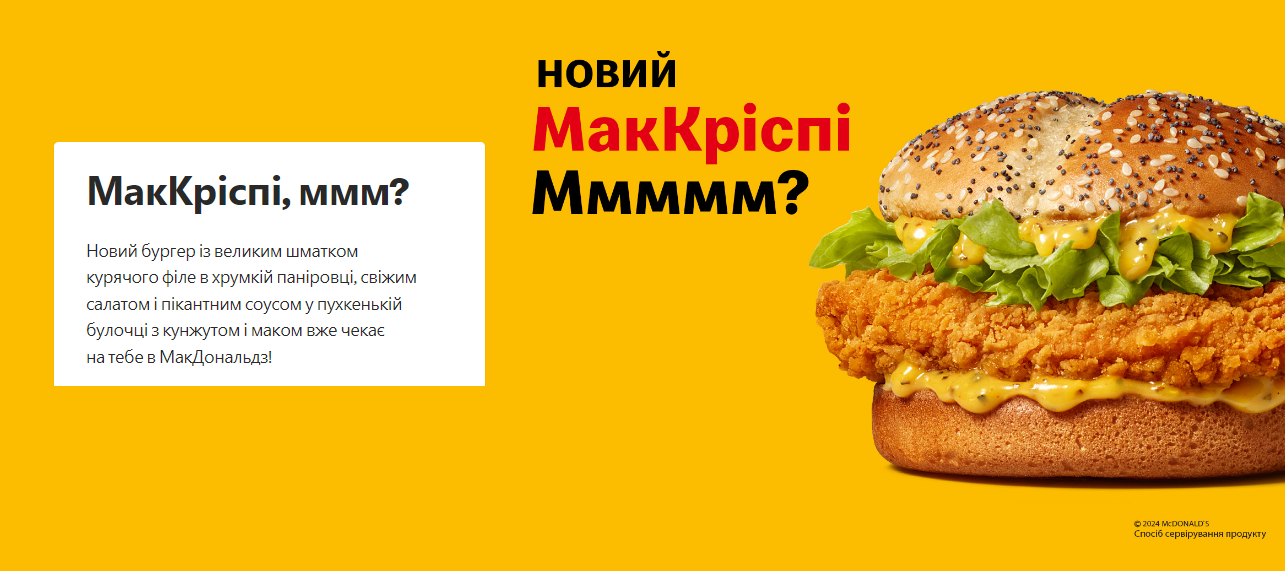 МакКріспі, ммм?
Новий бургер із великим шматком
курячого філе в хрумкій паніровці, свіжим
салатом і пікантним соусом у пухкенькій
булочці з кунжутом і маком вже чекає
на тебе в МакДональдз!
НОВИЙ
МакКріспі
Ммммм?
© 2024 McDONALD'S
Спосіб сервірування продукту